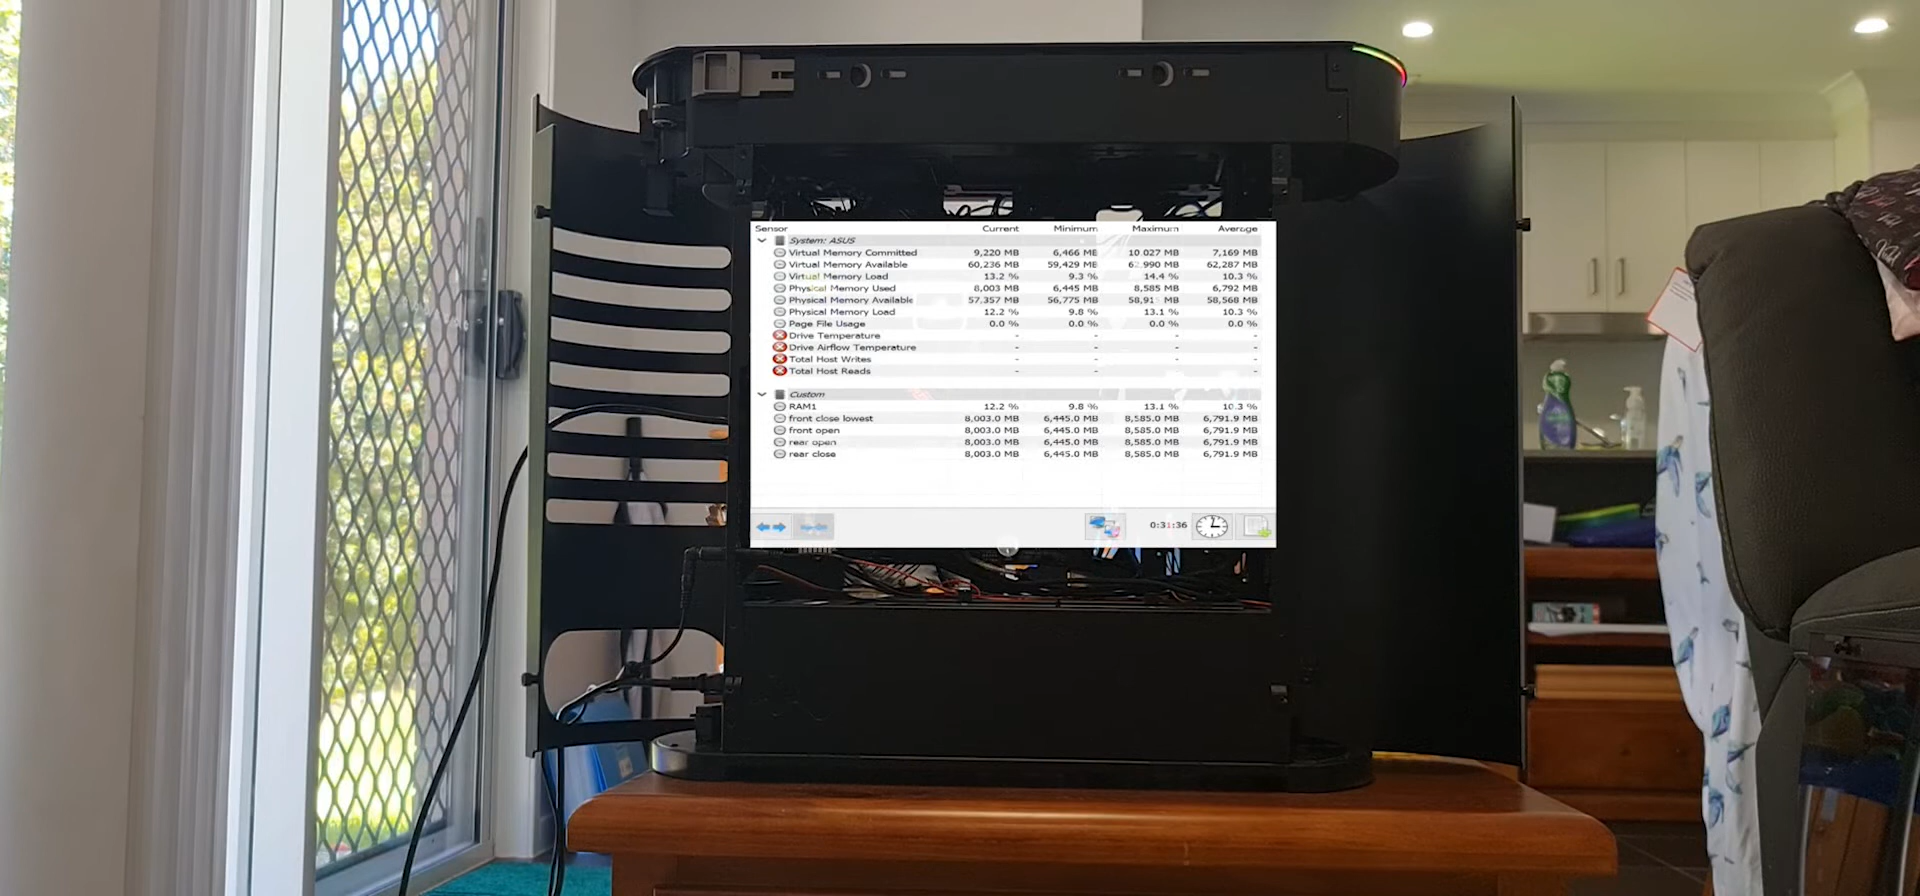 Sensor Current Minimum Maximum Average
System: ASUS
Virtual Memory Committed 9,220 MB 6,466 MB 10,027 MB 7,169 MB
Virtual Memory Available 60,236 MB 59,429 MB 62,990 MB 62,287 MB
Virtual Memory Load 13.2 % 9.3 % 14.4 % 10.3 %
Physical Memory Used 8,003 MB 6,445 MB 8,585 MB 6,792 MB
Physical Memory Available 57,357 MB 56,775 MB MB 58,568 MB
Physical Memory Load 12.2 % 9.8 % 13.1 % 10.3 %
Page File Usage 0.0 % 0.0 % 0.0 % 0.0 %
Drive Temperature - - - -
Drive Airflow Temperature - - - -
Total Host Writes - - - -
Total Host Reads - - - -
Custom
RAM1 12.2 % 9.8 % 13.1 % 10.3 %
front close lowest 8,003.0 MB 6,445.0 MB 8,585.0 MB 6,791.9 MB
front open 8,003.0 MB 6,445.0 MB 8,585.0 MB 6,791.9 MB
rear open 8,003.0 MB 6,445.0 MB 8,585.0 MB 6,791.9 MB
rear close 8,003.0 MB 6,445.0 MB 8,585.0 MB 6,791.9 MB
0:31:36